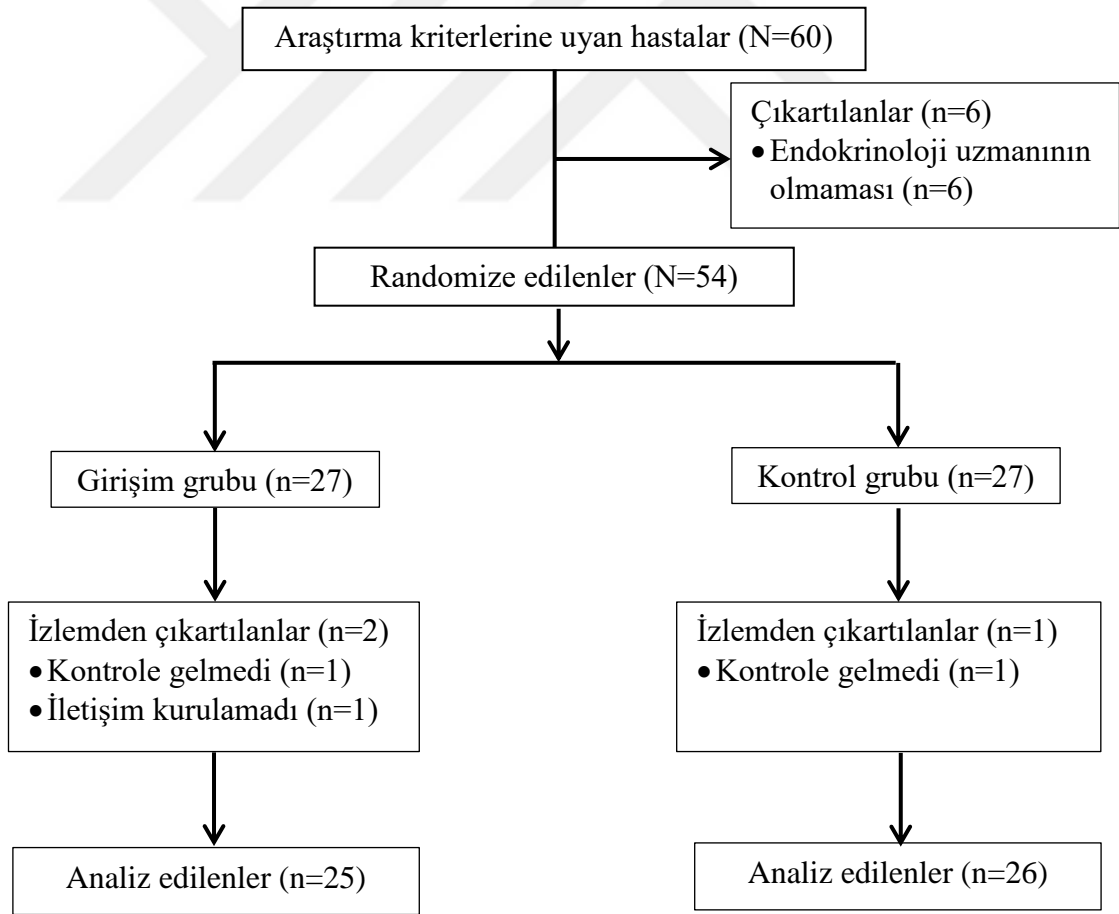 Araştırma kriterlerine uyan hastalar (N=60)
Çıkartılanlar (n=6)
• Endokrinoloji uzmanının
olmaması (n=6)
Randomize edilenler (N=54)
Girişim grubu (n=27)
Kontrol grubu (n=27)
İzlemden çıkartılanlar (n=2)
• Kontrole gelmedi (n=1)
• İletişim kurulamadı (n=1)
İzlemden çıkartılanlar (n=1)
• Kontrole gelmedi (n=1)
Analiz edilenler (n=25)
Analiz edilenler (n=26)